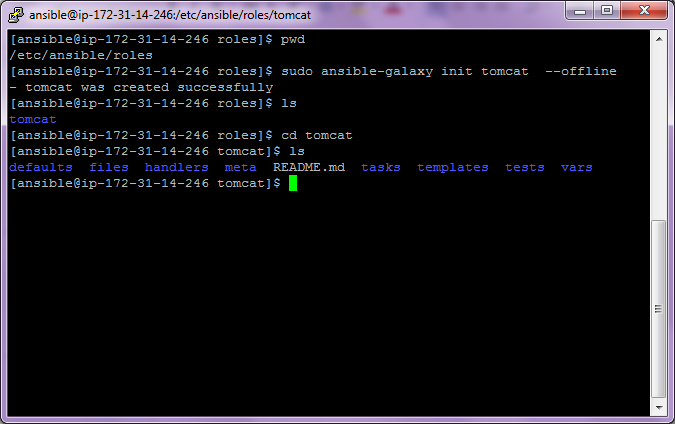 ansible@ip-172-31-14-246:/etc/ansible/roles/tomcat
[ansible@ip-172-31-14-246 roles]$ pwd
/etc/ansible/roles
[ansible@ip-172-31-14-246 roles]$ sudo ansible-galaxy init tomcat  --offline
- tomcat was created successfully
[ansible@ip-172-31-14-246 roles]$ ls
tomcat
[ansible@ip-172-31-14-246 roles]$ cd tomcat
[ansible@ip-172-31-14-246 tomcat]$ ls
defaults  files  handlers  meta  README.md  tasks  templates  tests  vars
[ansible@ip-172-31-14-246 tomcat]$